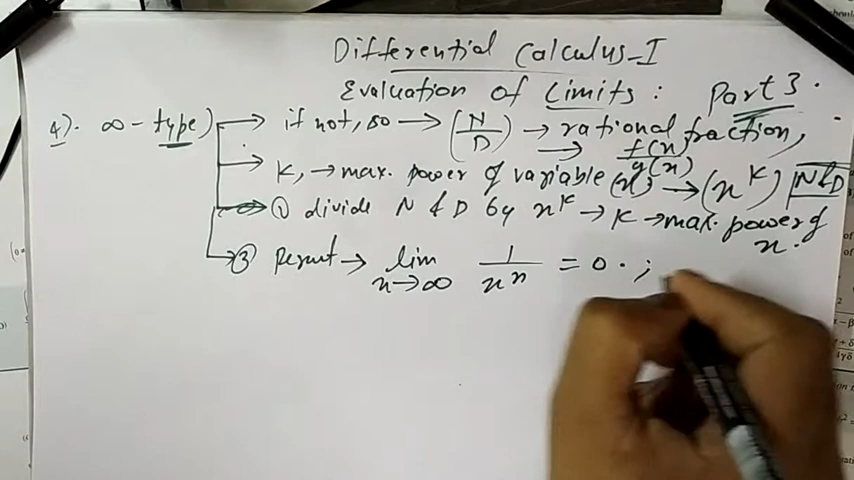 Differential Calculus-I
Evaluation of Limits : Part 3.
4). ∞-type) → if not, so → (N/D) → rational fraction, f(x)/g(x)
→ K, → max. power of variable (x) → (x^K) N & D
→ ① divide N & D by x^K → K → max. power of x.
→ ③ Result → lim x→∞ 1/x^n = 0. ;